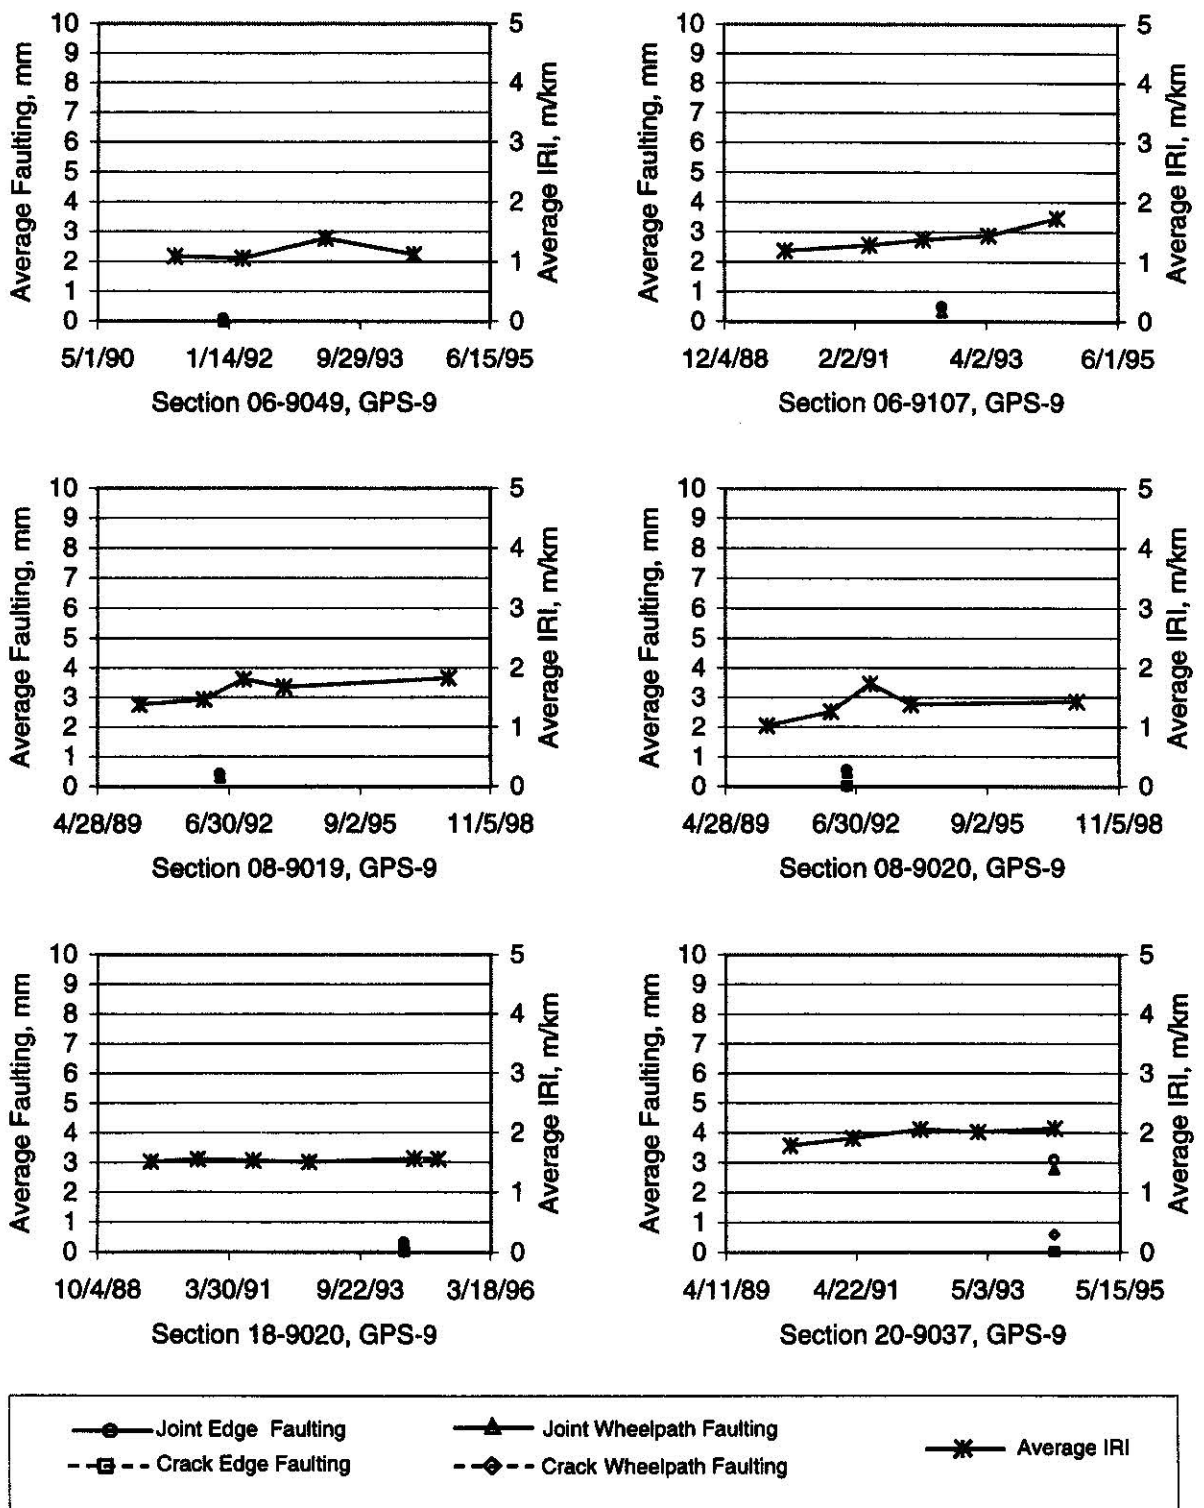 10 9 8 7 6 5 4 3 2 1 0
Average Faulting, mm
5 4 3 2 1 0
Average IRI, m/km
5/1/90 1/14/92 9/29/93 6/15/95
Section 06-9049, GPS-9
10 9 8 7 6 5 4 3 2 1 0
Average Faulting, mm
5 4 3 2 1 0
Average IRI, m/km
12/4/88 2/2/91 4/2/93 6/1/95
Section 06-9107, GPS-9
10 9 8 7 6 5 4 3 2 1 0
Average Faulting, mm
5 4 3 2 1 0
Average IRI, m/km
4/28/89 6/30/92 9/2/95 11/5/98
Section 08-9019, GPS-9
10 9 8 7 6 5 4 3 2 1 0
Average Faulting, mm
5 4 3 2 1 0
Average IRI, m/km
4/28/89 6/30/92 9/2/95 11/5/98
Section 08-9020, GPS-9
10 9 8 7 6 5 4 3 2 1 0
Average Faulting, mm
5 4 3 2 1 0
Average IRI, m/km
10/4/88 3/30/91 9/22/93 3/18/96
Section 18-9020, GPS-9
10 9 8 7 6 5 4 3 2 1 0
Average Faulting, mm
5 4 3 2 1 0
Average IRI, m/km
4/11/89 4/22/91 5/3/93 5/15/95
Section 20-9037, GPS-9
Joint Edge Faulting
Joint Wheelpath Faulting
Average IRI
Crack Edge Faulting
Crack Wheelpath Faulting